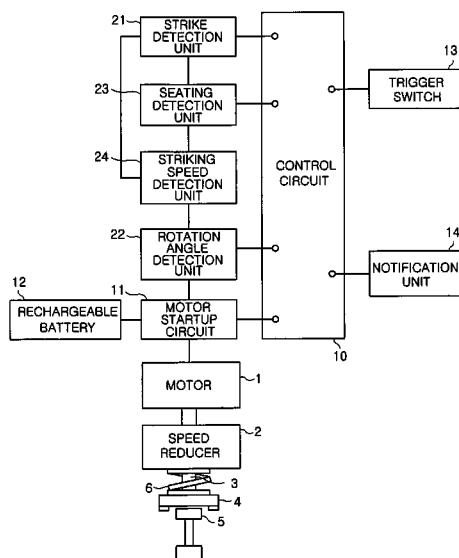 21
STRIKE
DETECTION
UNIT
23
SEATING
DETECTION
UNIT
24
STRIKING
SPEED
DETECTION
UNIT
22
ROTATION
ANGLE
DETECTION
UNIT
12
RECHARGEABLE
BATTERY
11
MOTOR
STARTUP
CIRCUIT
CONTROL
CIRCUIT
10
13
TRIGGER
SWITCH
14
NOTIFICATION
UNIT
MOTOR
1
SPEED
REDUCER
2
3
6
4
5